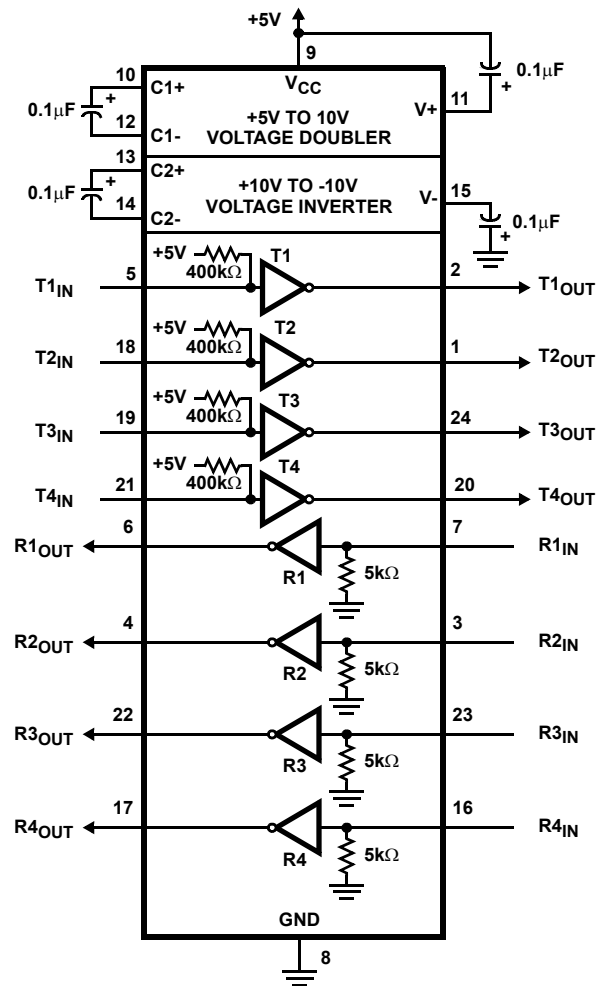 +5V
9
10
C1+
VCC
0.1µF
+
0.1µF
+
+5V TO 10V
VOLTAGE DOUBLER
V+
11
12
C1-
13
C2+
0.1µF
+
+10V TO -10V
VOLTAGE INVERTER
V-
15
14
C2-
0.1µF
+
+5V
400kΩ
T1
T1IN
5
2
T1OUT
+5V
400kΩ
T2
T2IN
18
1
T2OUT
+5V
400kΩ
T3
T3IN
19
24
T3OUT
+5V
400kΩ
T4
T4IN
21
20
T4OUT
R1OUT
6
7
R1IN
R1
5kΩ
R2OUT
4
3
R2IN
R2
5kΩ
R3OUT
22
23
R3IN
R3
5kΩ
R4OUT
17
16
R4IN
R4
5kΩ
GND
8